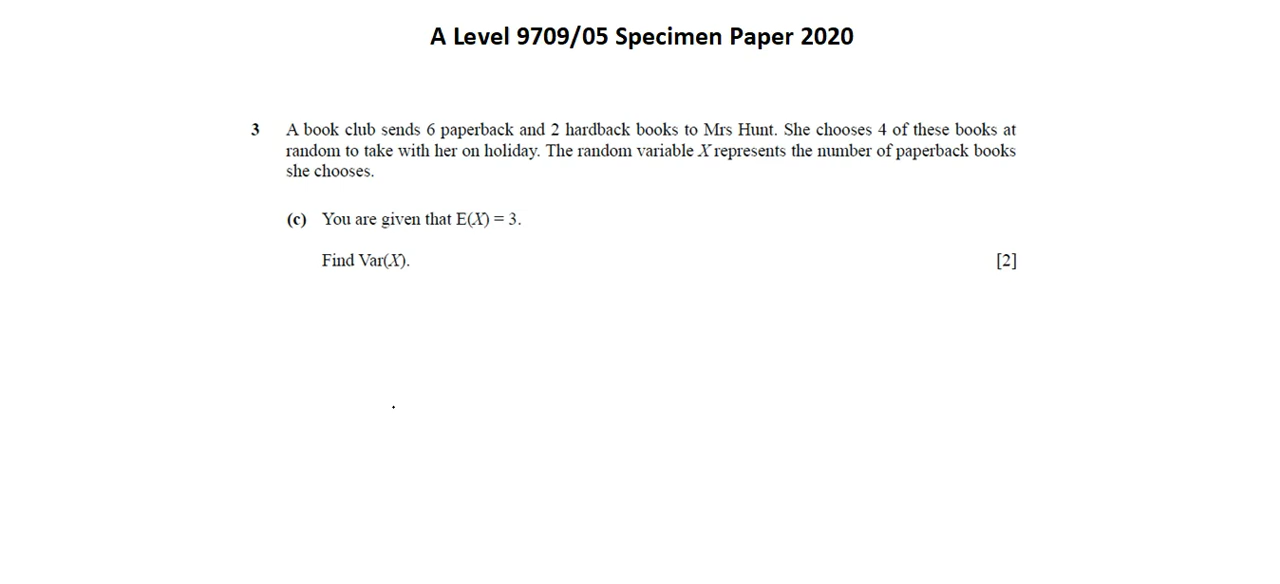 A Level 9709/05 Specimen Paper 2020
3 A book club sends 6 paperback and 2 hardback books to Mrs Hunt. She chooses 4 of these books at
random to take with her on holiday. The random variable X represents the number of paperback books
she chooses.
(c) You are given that E(X) = 3.
Find Var(X). [2]